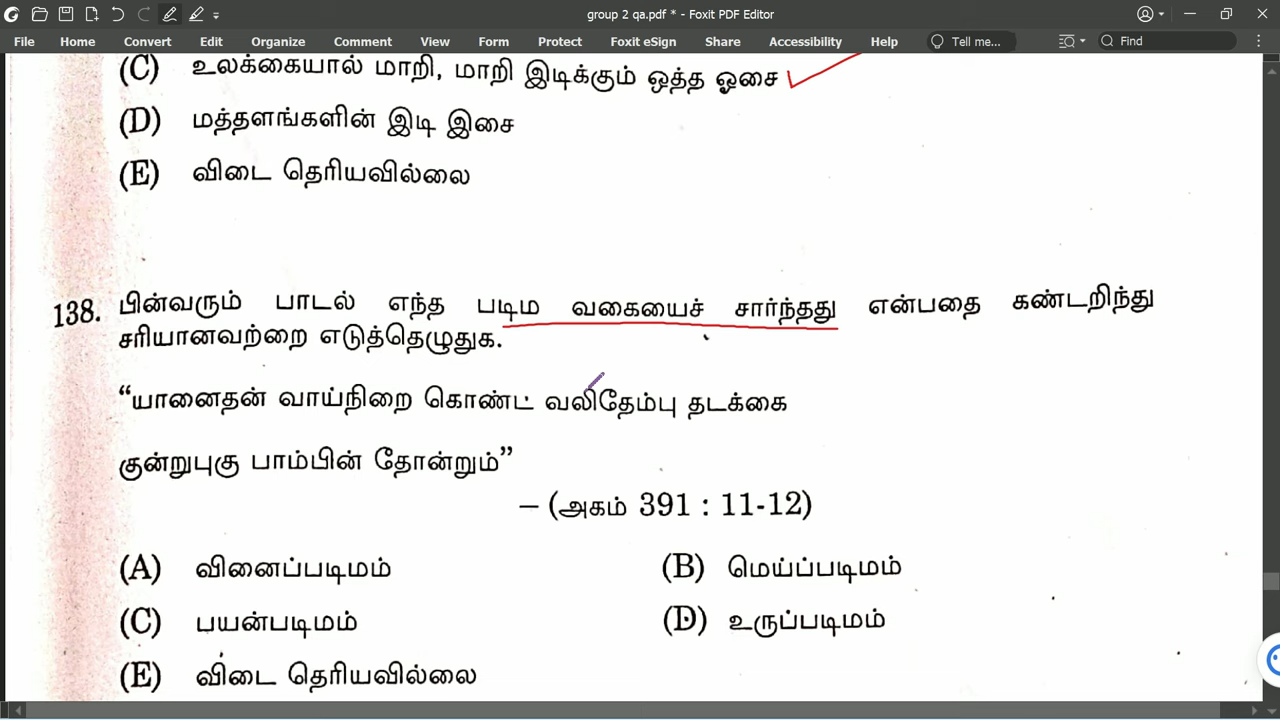 group 2 qa.pdf * - Foxit PDF Editor
File Home Convert Edit Organize Comment View Form Protect Foxit eSign Share Accessibility Help Tell me... Find
(C) உலக்கையால் மாறி, மாறி இடிக்கும் ஒத்த ஓசை
(D) மத்தளங்களின் இடி இசை
(E) விடை தெரியவில்லை
138. பின்வரும் பாடல் எந்த படிம வகையைச் சார்ந்தது என்பதை கண்டறிந்து
சரியானவற்றை எடுத்தெழுதுக.
“யானைதன் வாய்நிறை கொண்ட் வலிதேம்பு தடக்கை
குன்றுபுகு பாம்பின் தோன்றும்”
– (அகம் 391 : 11-12)
(A) வினைப்படிமம் (B) மெய்ப்படிமம்
(C) பயன்படிமம் (D) உருப்படிமம்
(E) விடை தெரியவில்லை